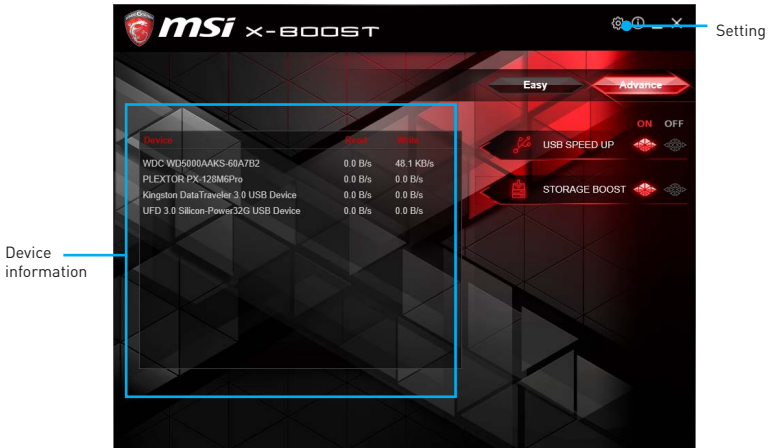 msi X-BOOST
Setting
Easy
Advance
ON OFF
USB SPEED UP
STORAGE BOOST
Device Read Write
WDC WD5000AAKS-60A7B2 0.0 B/s 48.1 KB/s
PLEXTOR PX-128M6Pro 0.0 B/s 0.0 B/s
Kingston DataTraveler 3.0 USB Device 0.0 B/s 0.0 B/s
UFD 3.0 Silicon-Power32G USB Device 0.0 B/s 0.0 B/s
Device
information